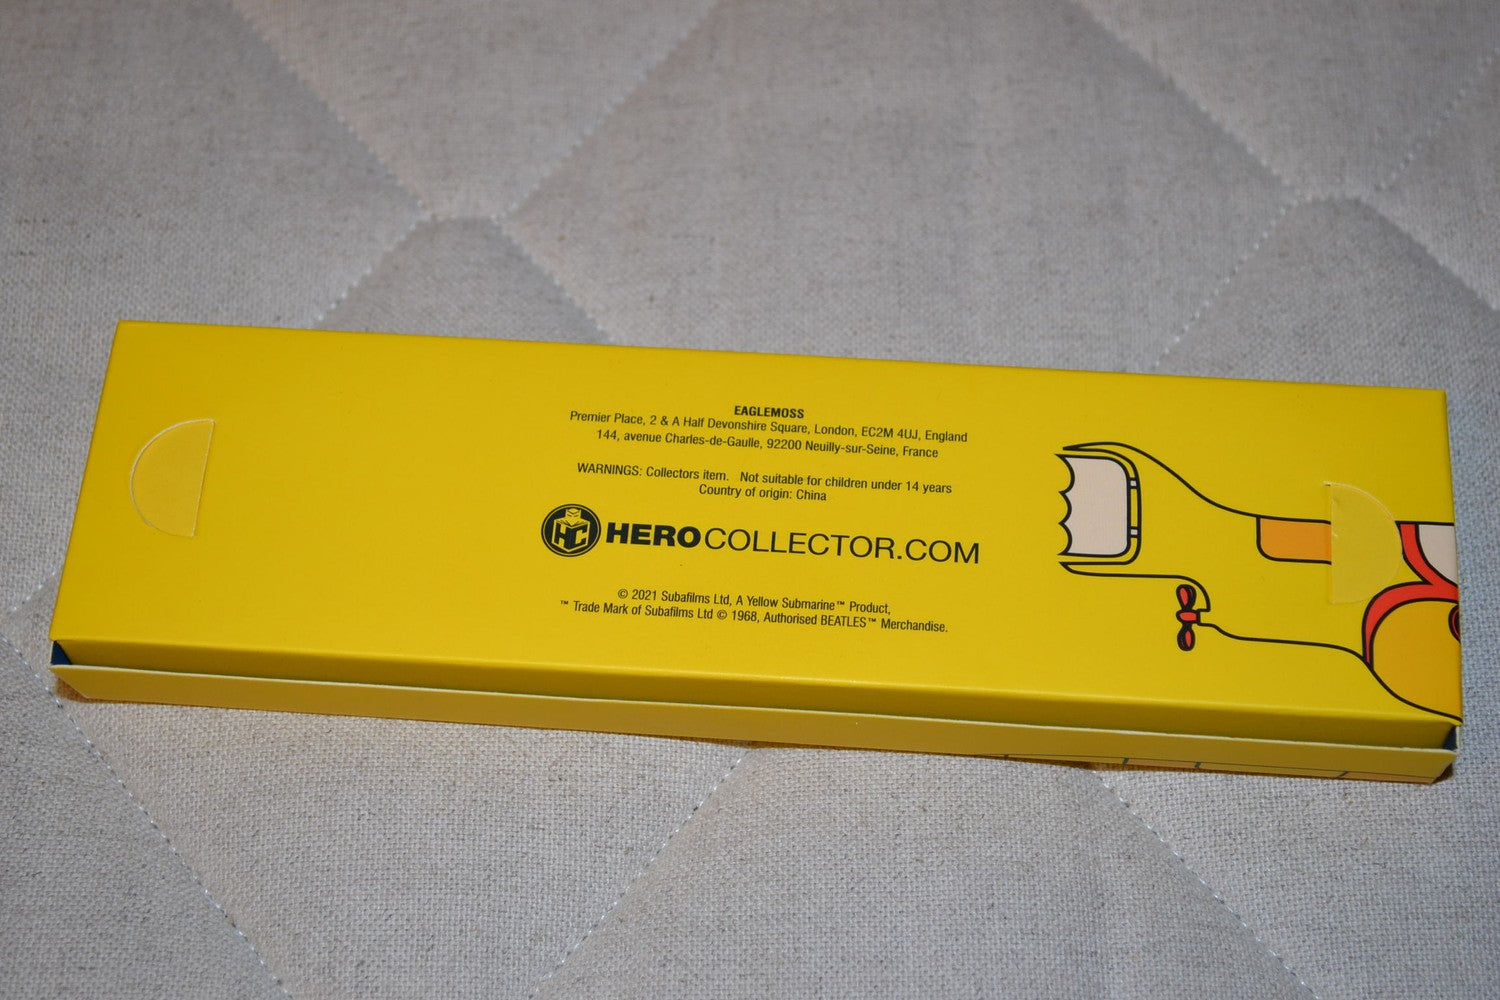 EAGLEMOSS
Premier Place, 2 & A Half Devonshire Square, London, EC2M 4UJ, England
144, avenue Charles-de-Gaulle, 92200 Neuilly-sur-Seine, France
WARNINGS: Collectors item. Not suitable for children under 14 years
Country of origin: China
HC HEROCOLLECTOR.COM
© 2021 Subafilms Ltd, A Yellow Submarine™ Product,
™ Trade Mark of Subafilms Ltd © 1968, Authorised BEATLES™ Merchandise.